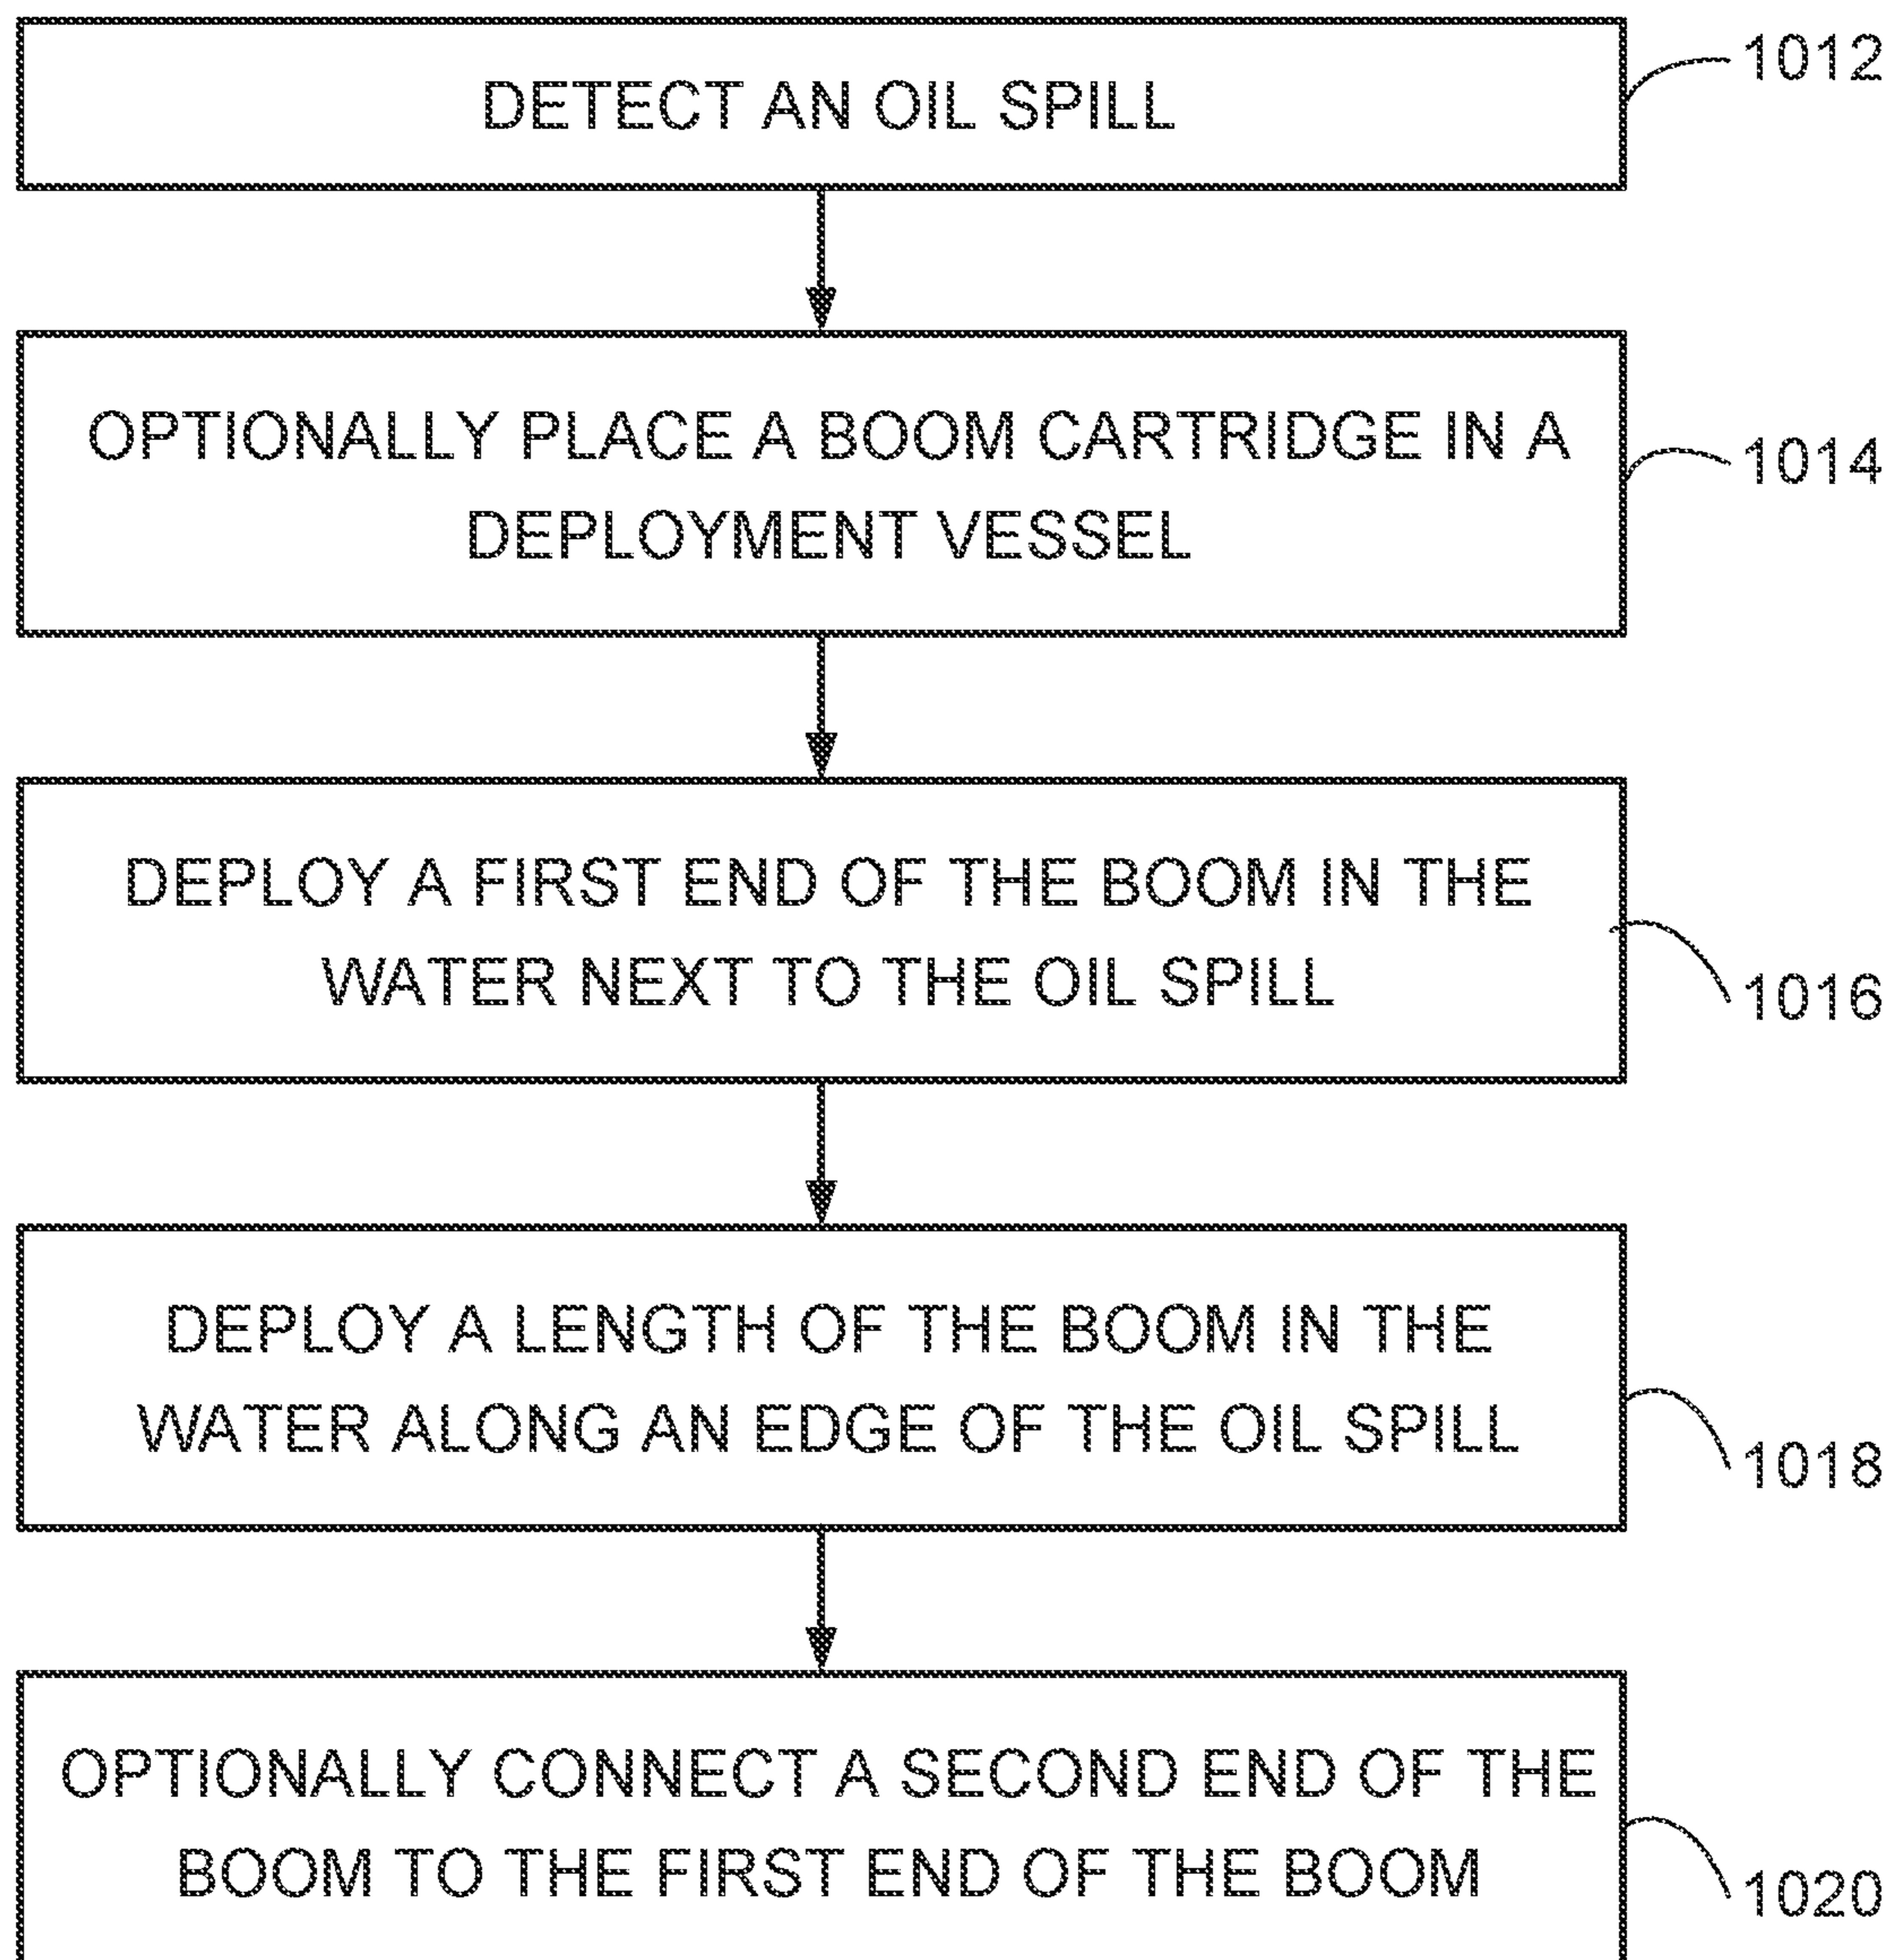 DETECT AN OIL SPILL
1012
OPTIONALLY PLACE A BOOM CARTRIDGE IN A
DEPLOYMENT VESSEL
1014
DEPLOY A FIRST END OF THE BOOM IN THE
WATER NEXT TO THE OIL SPILL
1016
DEPLOY A LENGTH OF THE BOOM IN THE
WATER ALONG AN EDGE OF THE OIL SPILL
1018
OPTIONALLY CONNECT A SECOND END OF THE
BOOM TO THE FIRST END OF THE BOOM
1020